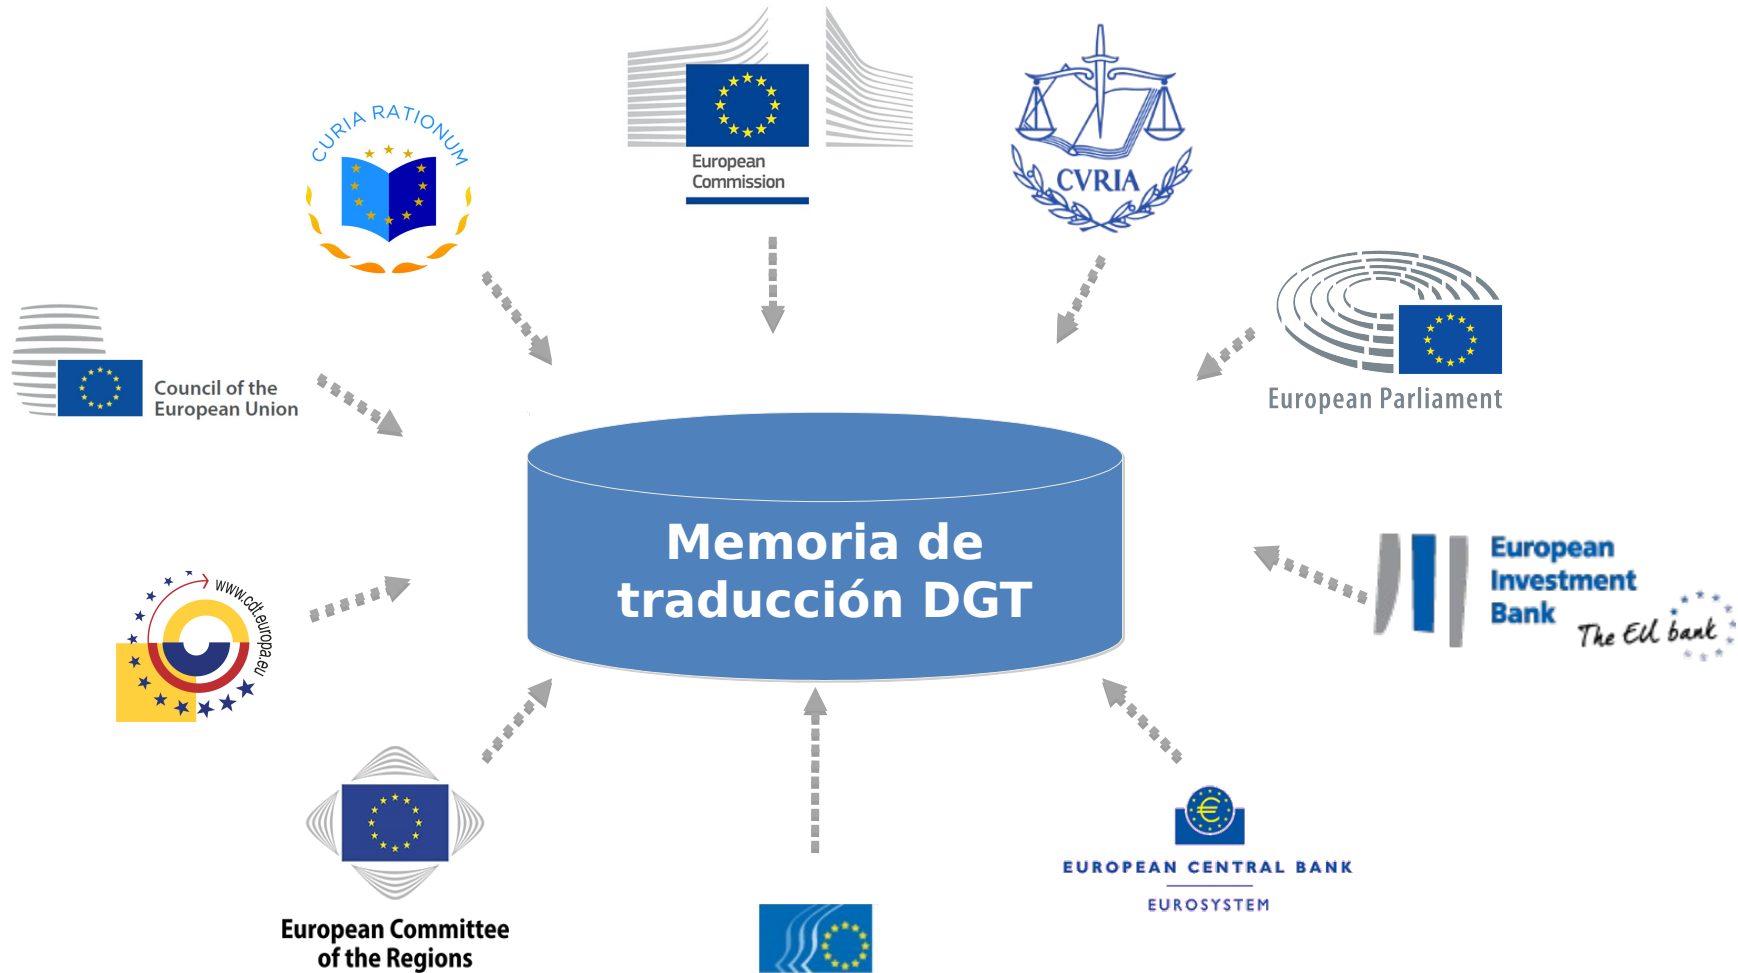 European
Commission
CVRIA
CURIA RATIONUM
European Parliament
Council of the
European Union
Memoria de
traducción DGT
European
Investment
Bank
The EU bank
www.cdt.europa.eu
€
EUROPEAN CENTRAL BANK
EUROSYSTEM
European Committee
of the Regions